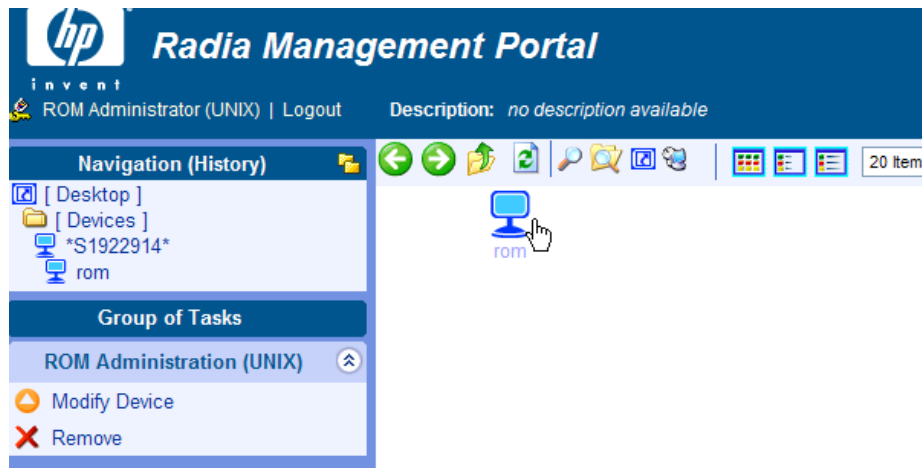 hp
Radia Management Portal
invent
ROM Administrator (UNIX) | Logout
Description: no description available
Navigation (History)
20 Item
[ Desktop ]
[ Devices ]
*S1922914*
rom
rom
Group of Tasks
ROM Administration (UNIX)
Modify Device
Remove